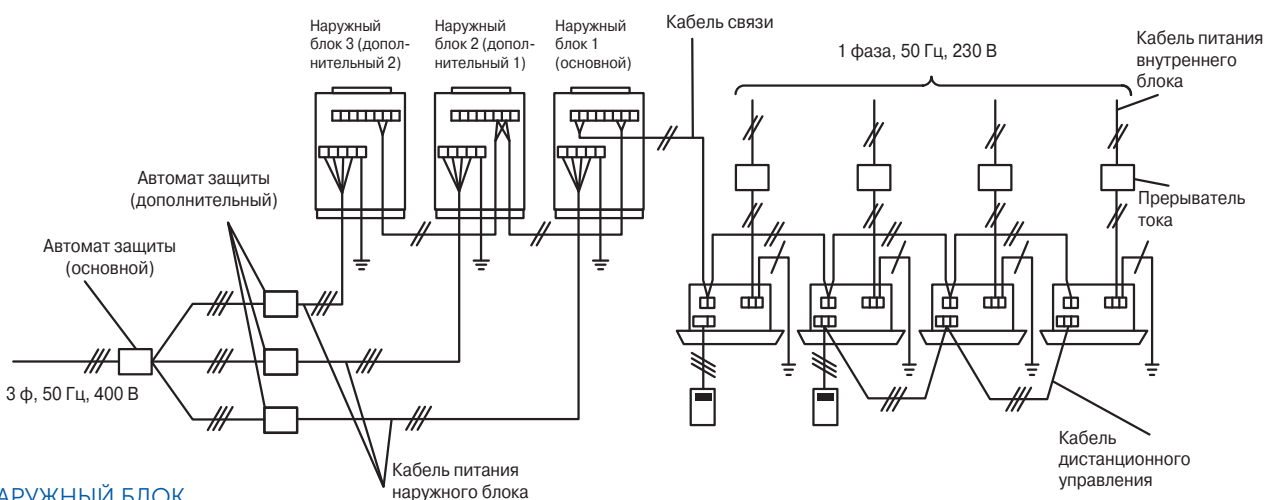 Наружный
блок 3 (допол-
нительный 2)
Наружный
блок 2 (допол-
нительный 1)
Наружный
блок 1
(основной)
Кабель связи
1 фаза, 50 Гц, 230 В
Кабель питания
внутреннего
блока
Автомат защиты
(дополнительный)
Прерыватель
тока
Автомат защиты
(основной)
3 ф, 50 Гц, 400 В
Кабель
дистанционного
управления
Кабель питания
наружного блока
АРУЖНЫЙ БЛОК